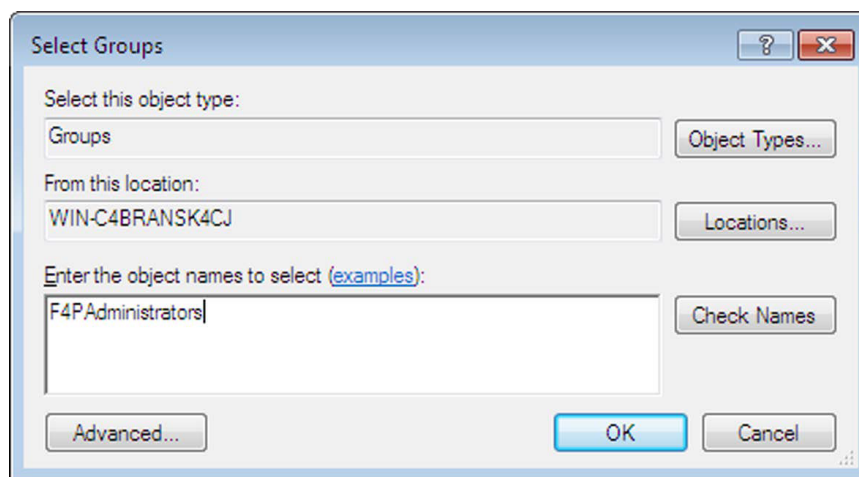 Select Groups
?
Select this object type:
Groups
Object Types...
From this location:
WIN-C4BRANSK4CJ
Locations...
Enter the object names to select (examples):
F4PAdministrators
Check Names
Advanced...
OK
Cancel